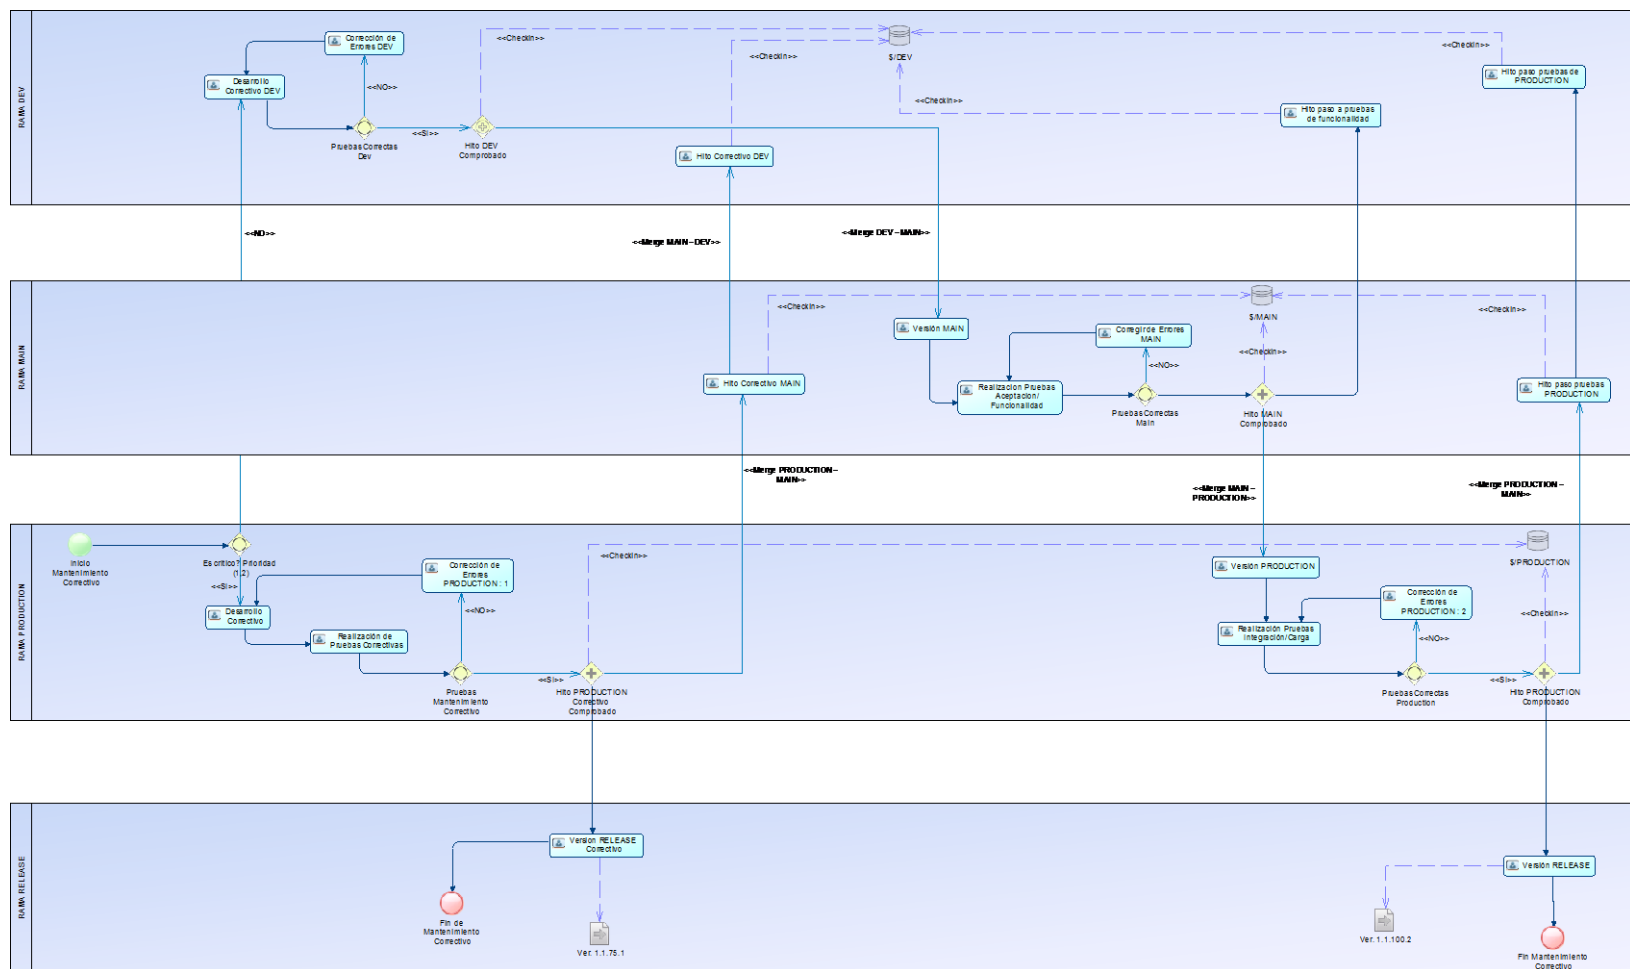 RAMA DEV
Corrección de
Errores DEV
<<CheckIn>>
<<CheckIn>>
$/DEV
<<CheckIn>>
Hito paso pruebas de
PRODUCTION
Desarrollo
Correctivo DEV
<<NO>>
<<CheckIn>>
Hito paso a pruebas
de funcionalidad
<<SI>>
Pruebas Correctas
Dev
Hito DEV
Comprobado
Hito Correctivo DEV
<<NO>>
<<Merge MAIN – DEV>>
<<Merge DEV – MAIN>>
RAMA MAIN
<<CheckIn>>
$/MAIN
<<CheckIn>>
Versión MAIN
Corregir de Errores
MAIN
<<CheckIn>>
<<NO>>
Hito Correctivo MAIN
Realizacion Pruebas
Aceptacion/
Funcionalidad
Hito paso pruebas
PRODUCTION
Pruebas Correctas
Main
Hito MAIN
Comprobado
<<Merge PRODUCTION –
MAIN>>
<<Merge MAIN –
PRODUCTION>>
<<Merge PRODUCTION –
MAIN>>
RAMA PRODUCTION
Inicio
Mantenimiento
Correctivo
Es crítico? Prioridad
(1,2)
<<SI>>
Corrección de
Errores
PRODUCTION : 1
<<CheckIn>>
Versión PRODUCTION
$/PRODUCTION
<<NO>>
Desarrollo
Correctivo
Realización de
Pruebas Correctivas
Corrección de
Errores
PRODUCTION : 2
<<CheckIn>>
Realización Pruebas
Integración/Carga
<<NO>>
<<SI>>
<<SI>>
Pruebas
Mantenimiento
Correctivo
Hito PRODUCTION
Correctivo
Comprobado
Pruebas Correctas
Production
Hito PRODUCTION
Comprobado
RAMA RELEASE
Version RELEASE
Correctivo
Versión RELEASE
Fin de
Mantenimiento
Correctivo
Ver. 1.1.75.1
Ver. 1.1.100.2
Fin Mantenimiento
Correctivo